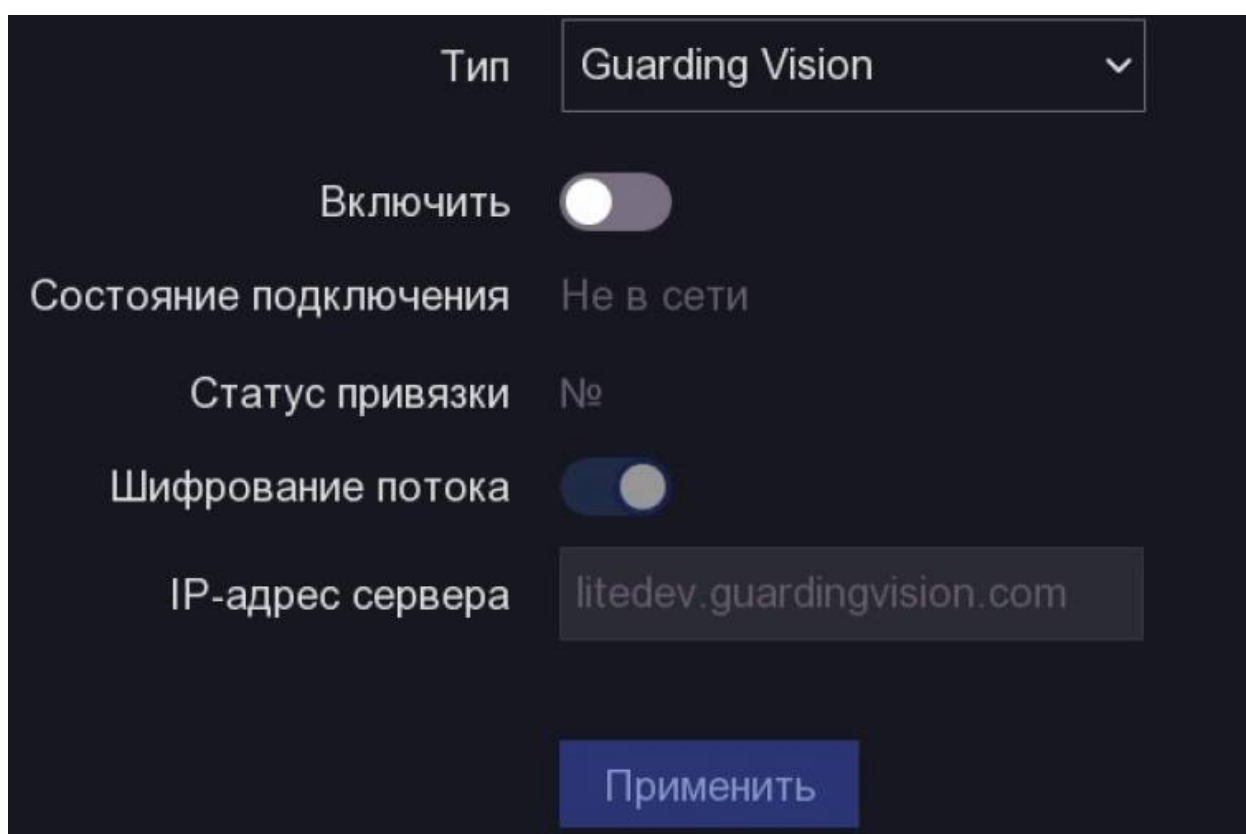 Тип Guarding Vision
Включить
Состояние подключения Не в сети
Статус привязки №
Шифрование потока
IP-адрес сервера litedev.guardingvision.com
Применить